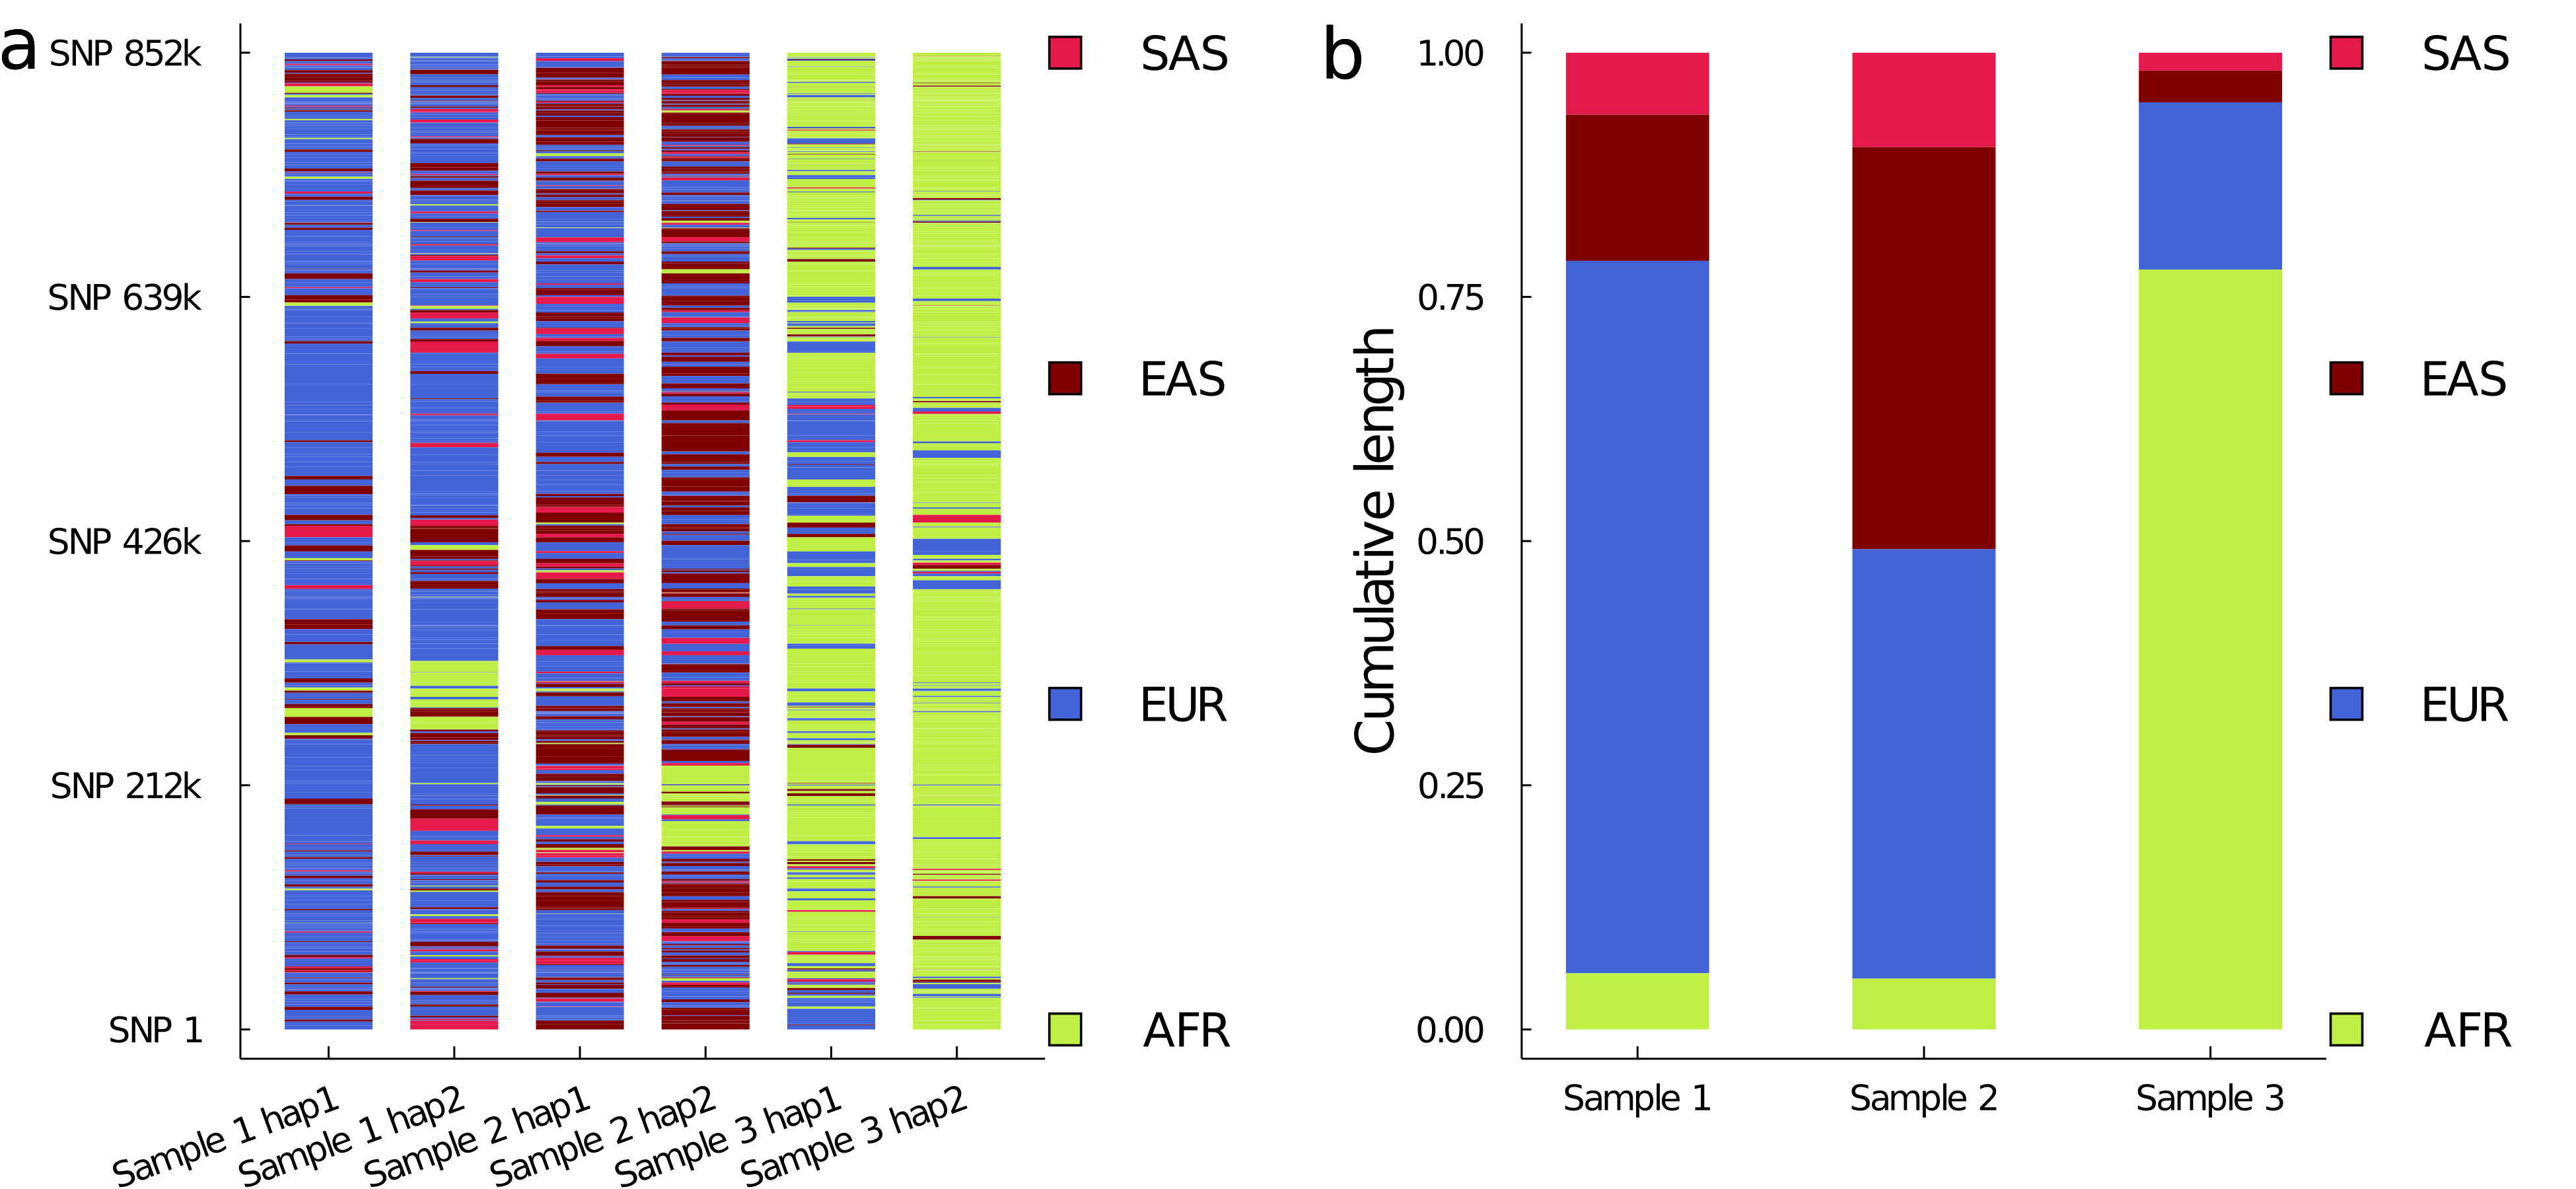 a
SNP 852k
SNP 639k
SNP 426k
SNP 212k
SNP 1
Sample 1 hap1
Sample 1 hap2
Sample 2 hap1
Sample 2 hap2
Sample 3 hap1
Sample 3 hap2
SAS
EAS
EUR
AFR
b
Cumulative length
1.00
0.75
0.50
0.25
0.00
Sample 1
Sample 2
Sample 3
SAS
EAS
EUR
AFR